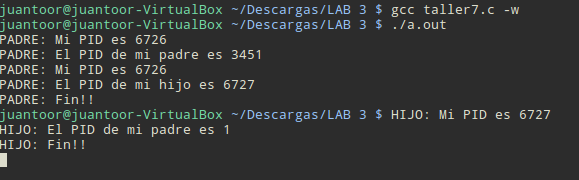 juantoor@juantoor-VirtualBox ~/Descargas/LAB 3 $ gcc taller7.c -w
juantoor@juantoor-VirtualBox ~/Descargas/LAB 3 $ ./a.out
PADRE: Mi PID es 6726
PADRE: El PID de mi padre es 3451
PADRE: Mi PID es 6726
PADRE: El PID de mi hijo es 6727
PADRE: Fin!!
juantoor@juantoor-VirtualBox ~/Descargas/LAB 3 $ HIJO: Mi PID es 6727
HIJO: El PID de mi padre es 1
HIJO: Fin!!